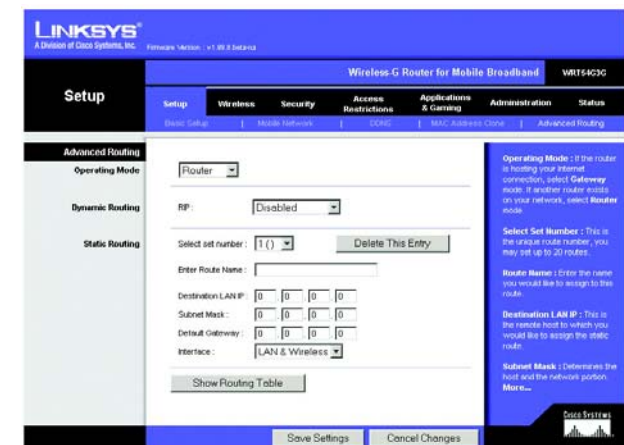 LINKSYS®
A Division of Cisco Systems, Inc.
Firmware Version : v1.89.8 beta-na
Wireless-G Router for Mobile Broadband WRT54G3G
Setup
Setup Wireless Security Access Restrictions Applications & Gaming Administration Status
Basic Setup | Mobile Network | DDNS | MAC Address Clone | Advanced Routing
Advanced Routing
Operating Mode
Router
Dynamic Routing
RIP :
Disabled
Static Routing
Select set number :
1 ()
Delete This Entry
Enter Route Name :
Destination LAN IP : 0 . 0 . 0 . 0
Subnet Mask : 0 . 0 . 0 . 0
Default Gateway : 0 . 0 . 0 . 0
Interface : LAN & Wireless
Show Routing Table
Save Settings Cancel Changes
Operating Mode : If the router
is hosting your Internet
connection, select Gateway
mode. If another router exists
on your network, select Router
mode.
Select Set Number : This is
the unique route number, you
may set up to 20 routes.
Route Name : Enter the name
you would like to assign to this
route.
Destination LAN IP : This is
the remote host to which you
would like to assign the static
route.
Subnet Mask : Determines the
host and the network portion.
More...
CISCO SYSTEMS